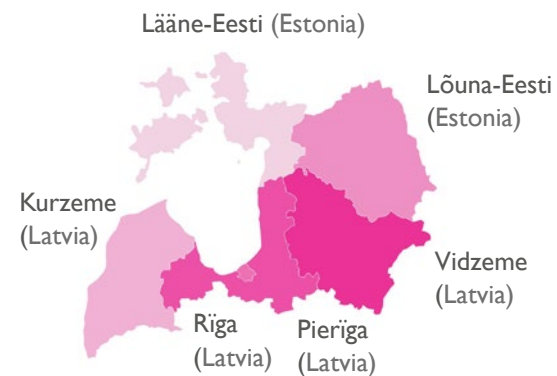 Lääne-Eesti (Estonia)
Lõuna-Eesti
(Estonia)
Kurzeme
(Latvia)
Vidzeme
(Latvia)
Rïga
(Latvia)
Pierïga
(Latvia)